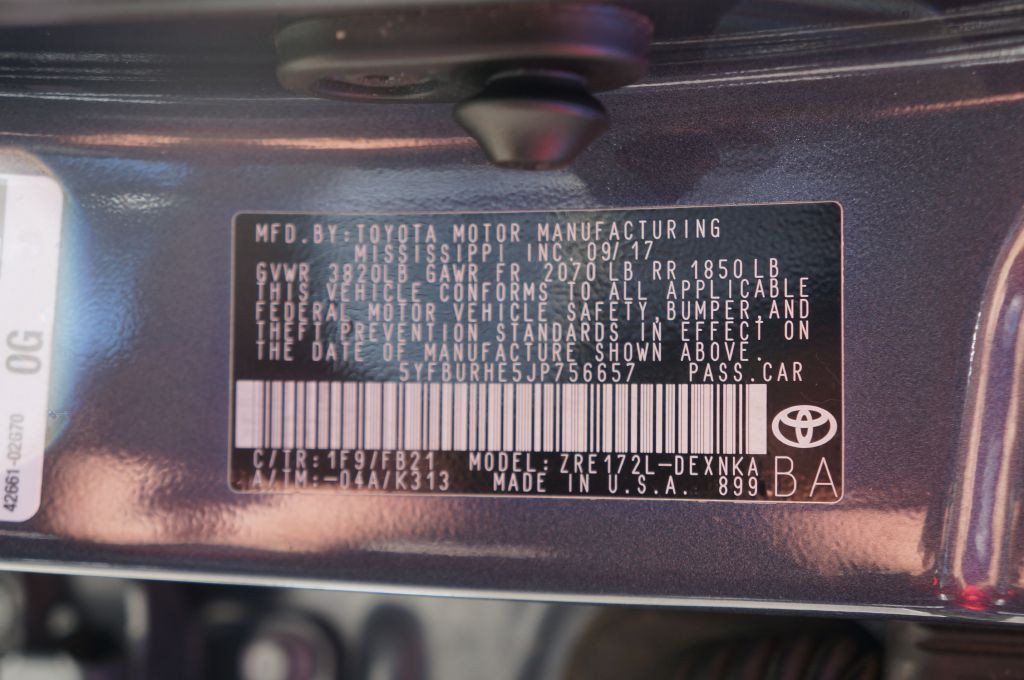 MFD.BY:TOYOTA MOTOR MANUFACTURING
MISSISSIPPI INC.09/17
GVWR 3820LB GAWR FR 2070 LB RR 1850 LB
THIS VEHICLE CONFORMS TO ALL APPLICABLE
FEDERAL MOTOR VEHICLE SAFETY,BUMPER,AND
THEFT PREVENTION STANDARDS IN EFFECT ON
THE DATE OF MANUFACTURE SHOWN ABOVE.
5YFBURHE5JP756657 PASS.CAR
C/TR:1F9/FB21 MODEL:ZRE172L-DEXNKA
A/TM:-04A/K313 MADE IN U.S.A. 899
BA
0G
42661-02G70